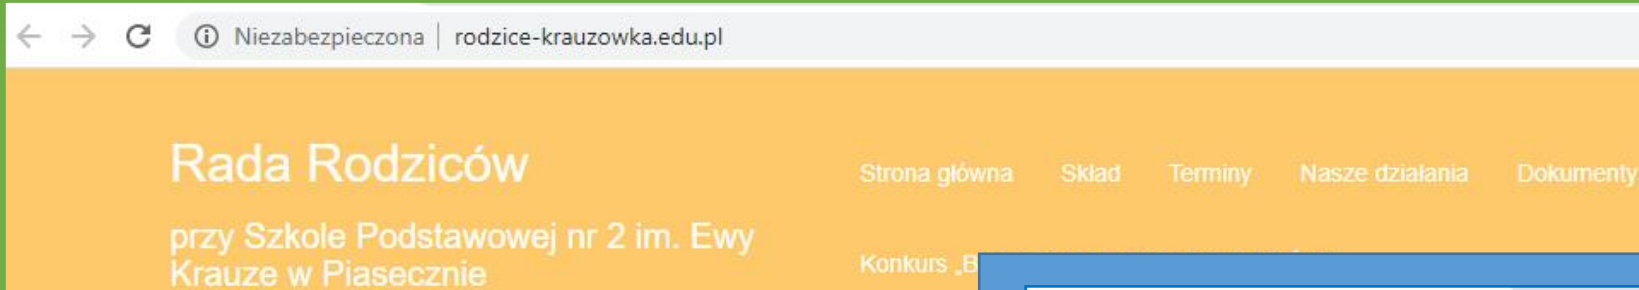 Niezabezpieczona | rodzice-krauzowka.edu.pl
Rada Rodziców
Strona główna Skład Terminy Nasze działania Dokumenty
przy Szkole Podstawowej nr 2 im. Ewy
Krauze w Piasecznie
Konkurs